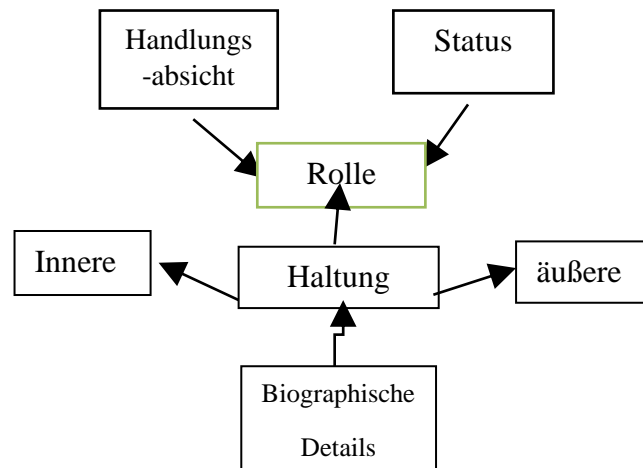 Handlungs
-absicht
Status
Rolle
Innere
Haltung
äußere
Biographische
Details